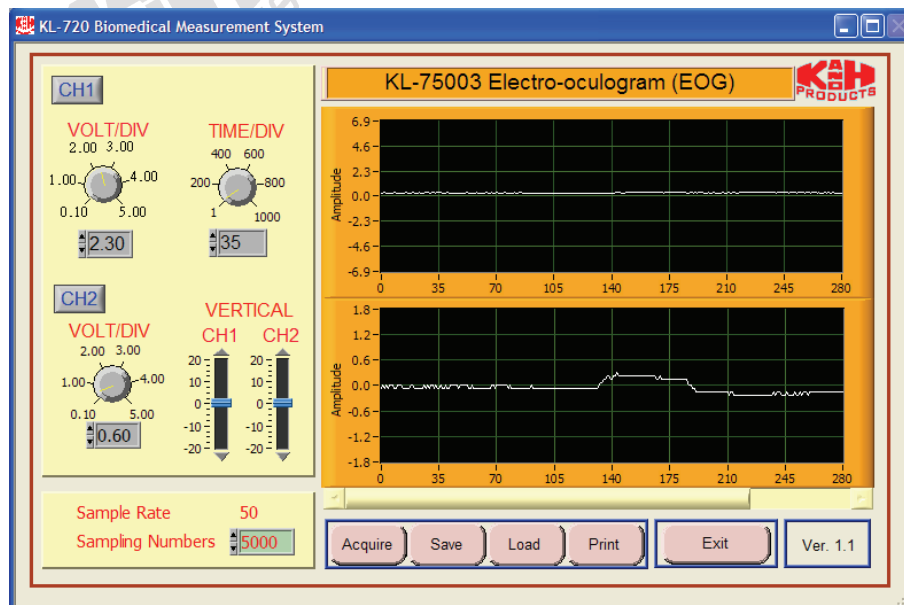 KL-720 Biomedical Measurement System
CH1
VOLT/DIV
2.00 3.00
1.00 4.00
0.10 5.00
2.30
TIME/DIV
400 600
200 800
1 1000
35
CH2
VOLT/DIV
2.00 3.00
1.00 4.00
0.10 5.00
0.60
VERTICAL
CH1 CH2
20 20
10 10
0 0
-10 -10
-20 -20
Sample Rate 50
Sampling Numbers 5000
KL-75003 Electro-oculogram (EOG)
K AND H
PRODUCTS
Amplitude
6.9
4.6
2.3
0.0
-2.3
-4.6
-6.9
0 35 70 105 140 175 210 245 280
Amplitude
1.8
1.2
0.6
0.0
-0.6
-1.2
-1.8
0 35 70 105 140 175 210 245 280
Acquire Save Load Print Exit Ver. 1.1